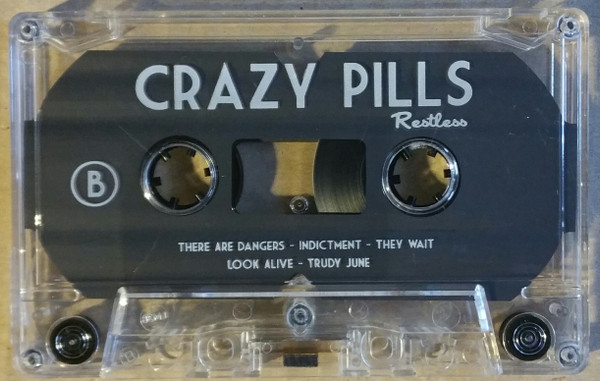 CRAZY PILLS
Restless
B
THERE ARE DANGERS - INDICTMENT - THEY WAIT
LOOK ALIVE - TRUDY JUNE
B